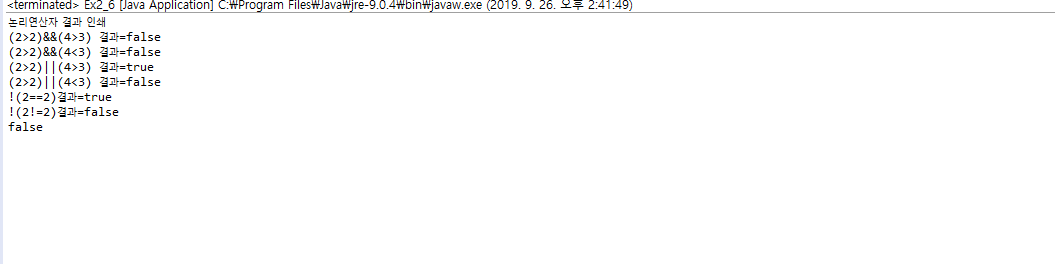 <terminated> Ex2_6 [Java Application] C:₩Program Files₩Java₩jre-9.0.4₩bin₩javaw.exe (2019. 9. 26. 오후 2:41:49)
논리연산자 결과 인쇄
(2>2)&&(4>3) 결과=false
(2>2)&&(4<3) 결과=false
(2>2)||(4>3) 결과=true
(2>2)||(4<3) 결과=false
!(2==2)결과=true
!(2!=2)결과=false
false